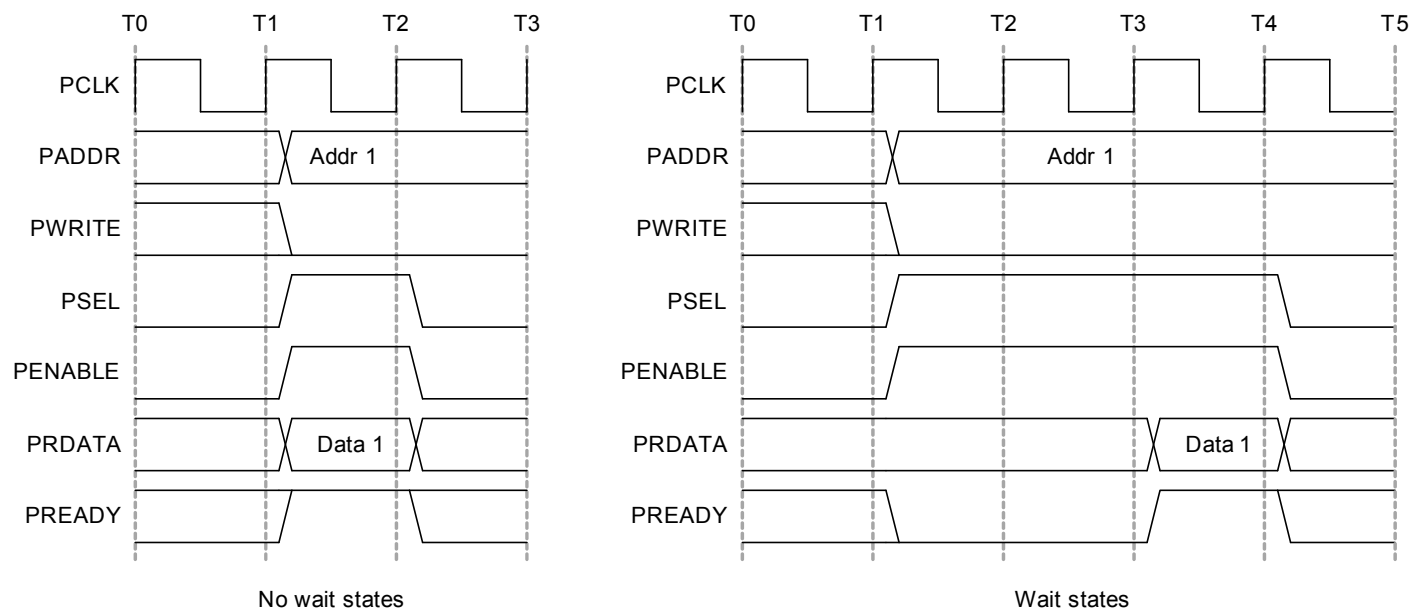 T0 T1 T2 T3 T0 T1 T2 T3 T4 T5
PCLK PCLK
PADDR Addr 1 PADDR Addr 1
PWRITE PWRITE
PSEL PSEL
PENABLE PENABLE
PRDATA Data 1 PRDATA Data 1
PREADY PREADY
No wait states Wait states